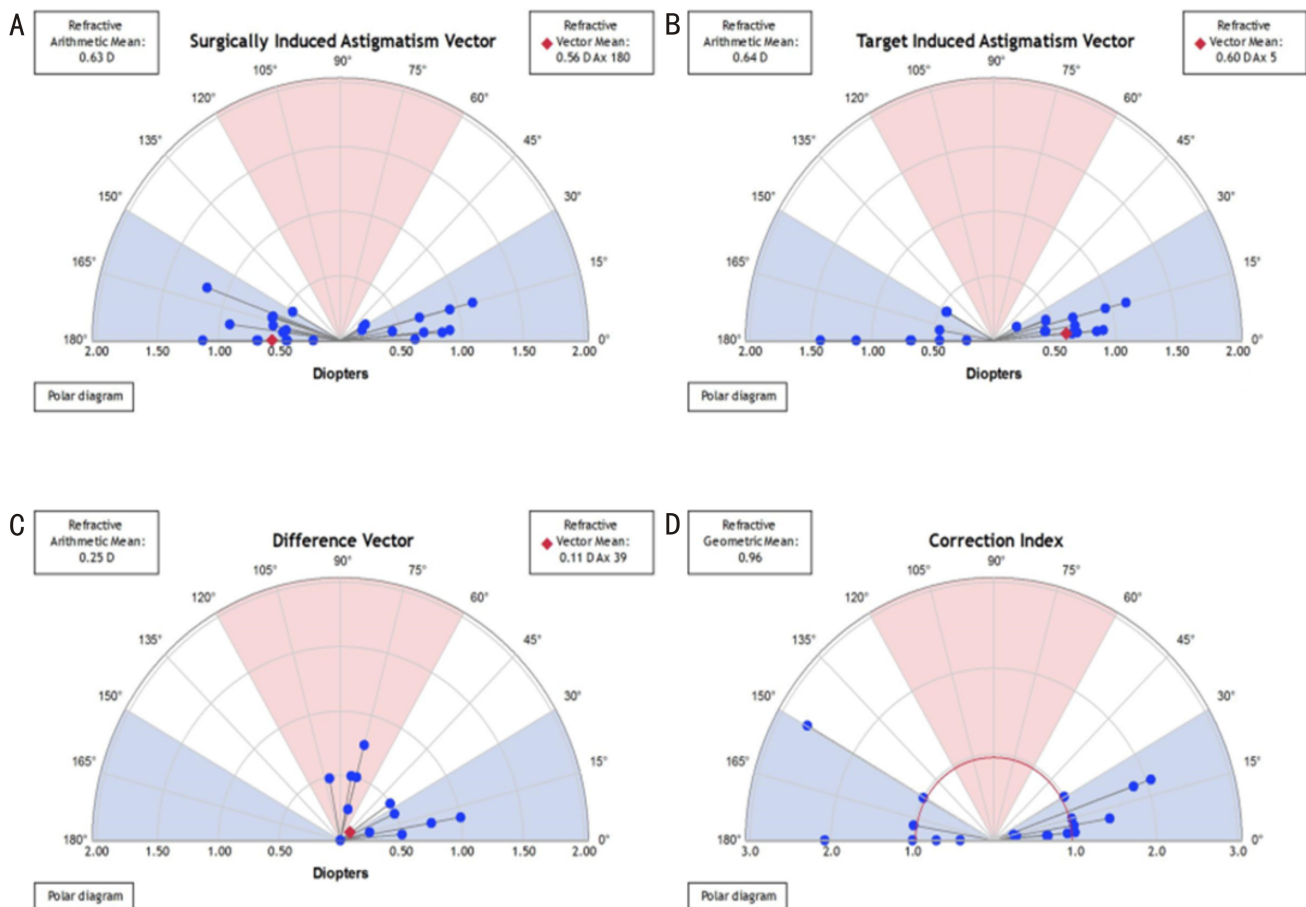 A
Refractive
Arithmetic Mean:
0.63 D
Surgically Induced Astigmatism Vector
Refractive
Vector Mean:
0.56 D Ax 180
90°
105°
75°
120°
60°
135°
45°
150°
30°
165°
15°
180°
0°
2.00 1.50 1.00 0.50 0.50 1.00 1.50 2.00
Diopters
Polar diagram
B
Refractive
Arithmetic Mean:
0.64 D
Target Induced Astigmatism Vector
Refractive
Vector Mean:
0.60 D Ax 5
90°
105°
75°
120°
60°
135°
45°
150°
30°
165°
15°
180°
0°
2.00 1.50 1.00 0.50 0.50 1.00 1.50 2.00
Diopters
Polar diagram
C
Refractive
Arithmetic Mean:
0.25 D
Difference Vector
Refractive
Vector Mean:
0.11 D Ax 39
90°
105°
75°
120°
60°
135°
45°
150°
30°
165°
15°
180°
0°
2.00 1.50 1.00 0.50 0.50 1.00 1.50 2.00
Diopters
Polar diagram
D
Refractive
Geometric Mean:
0.96
Correction Index
90°
105°
75°
120°
60°
135°
45°
150°
30°
165°
15°
180°
0°
3.0 2.0 1.0 1.0 2.0 3.0
Polar diagram